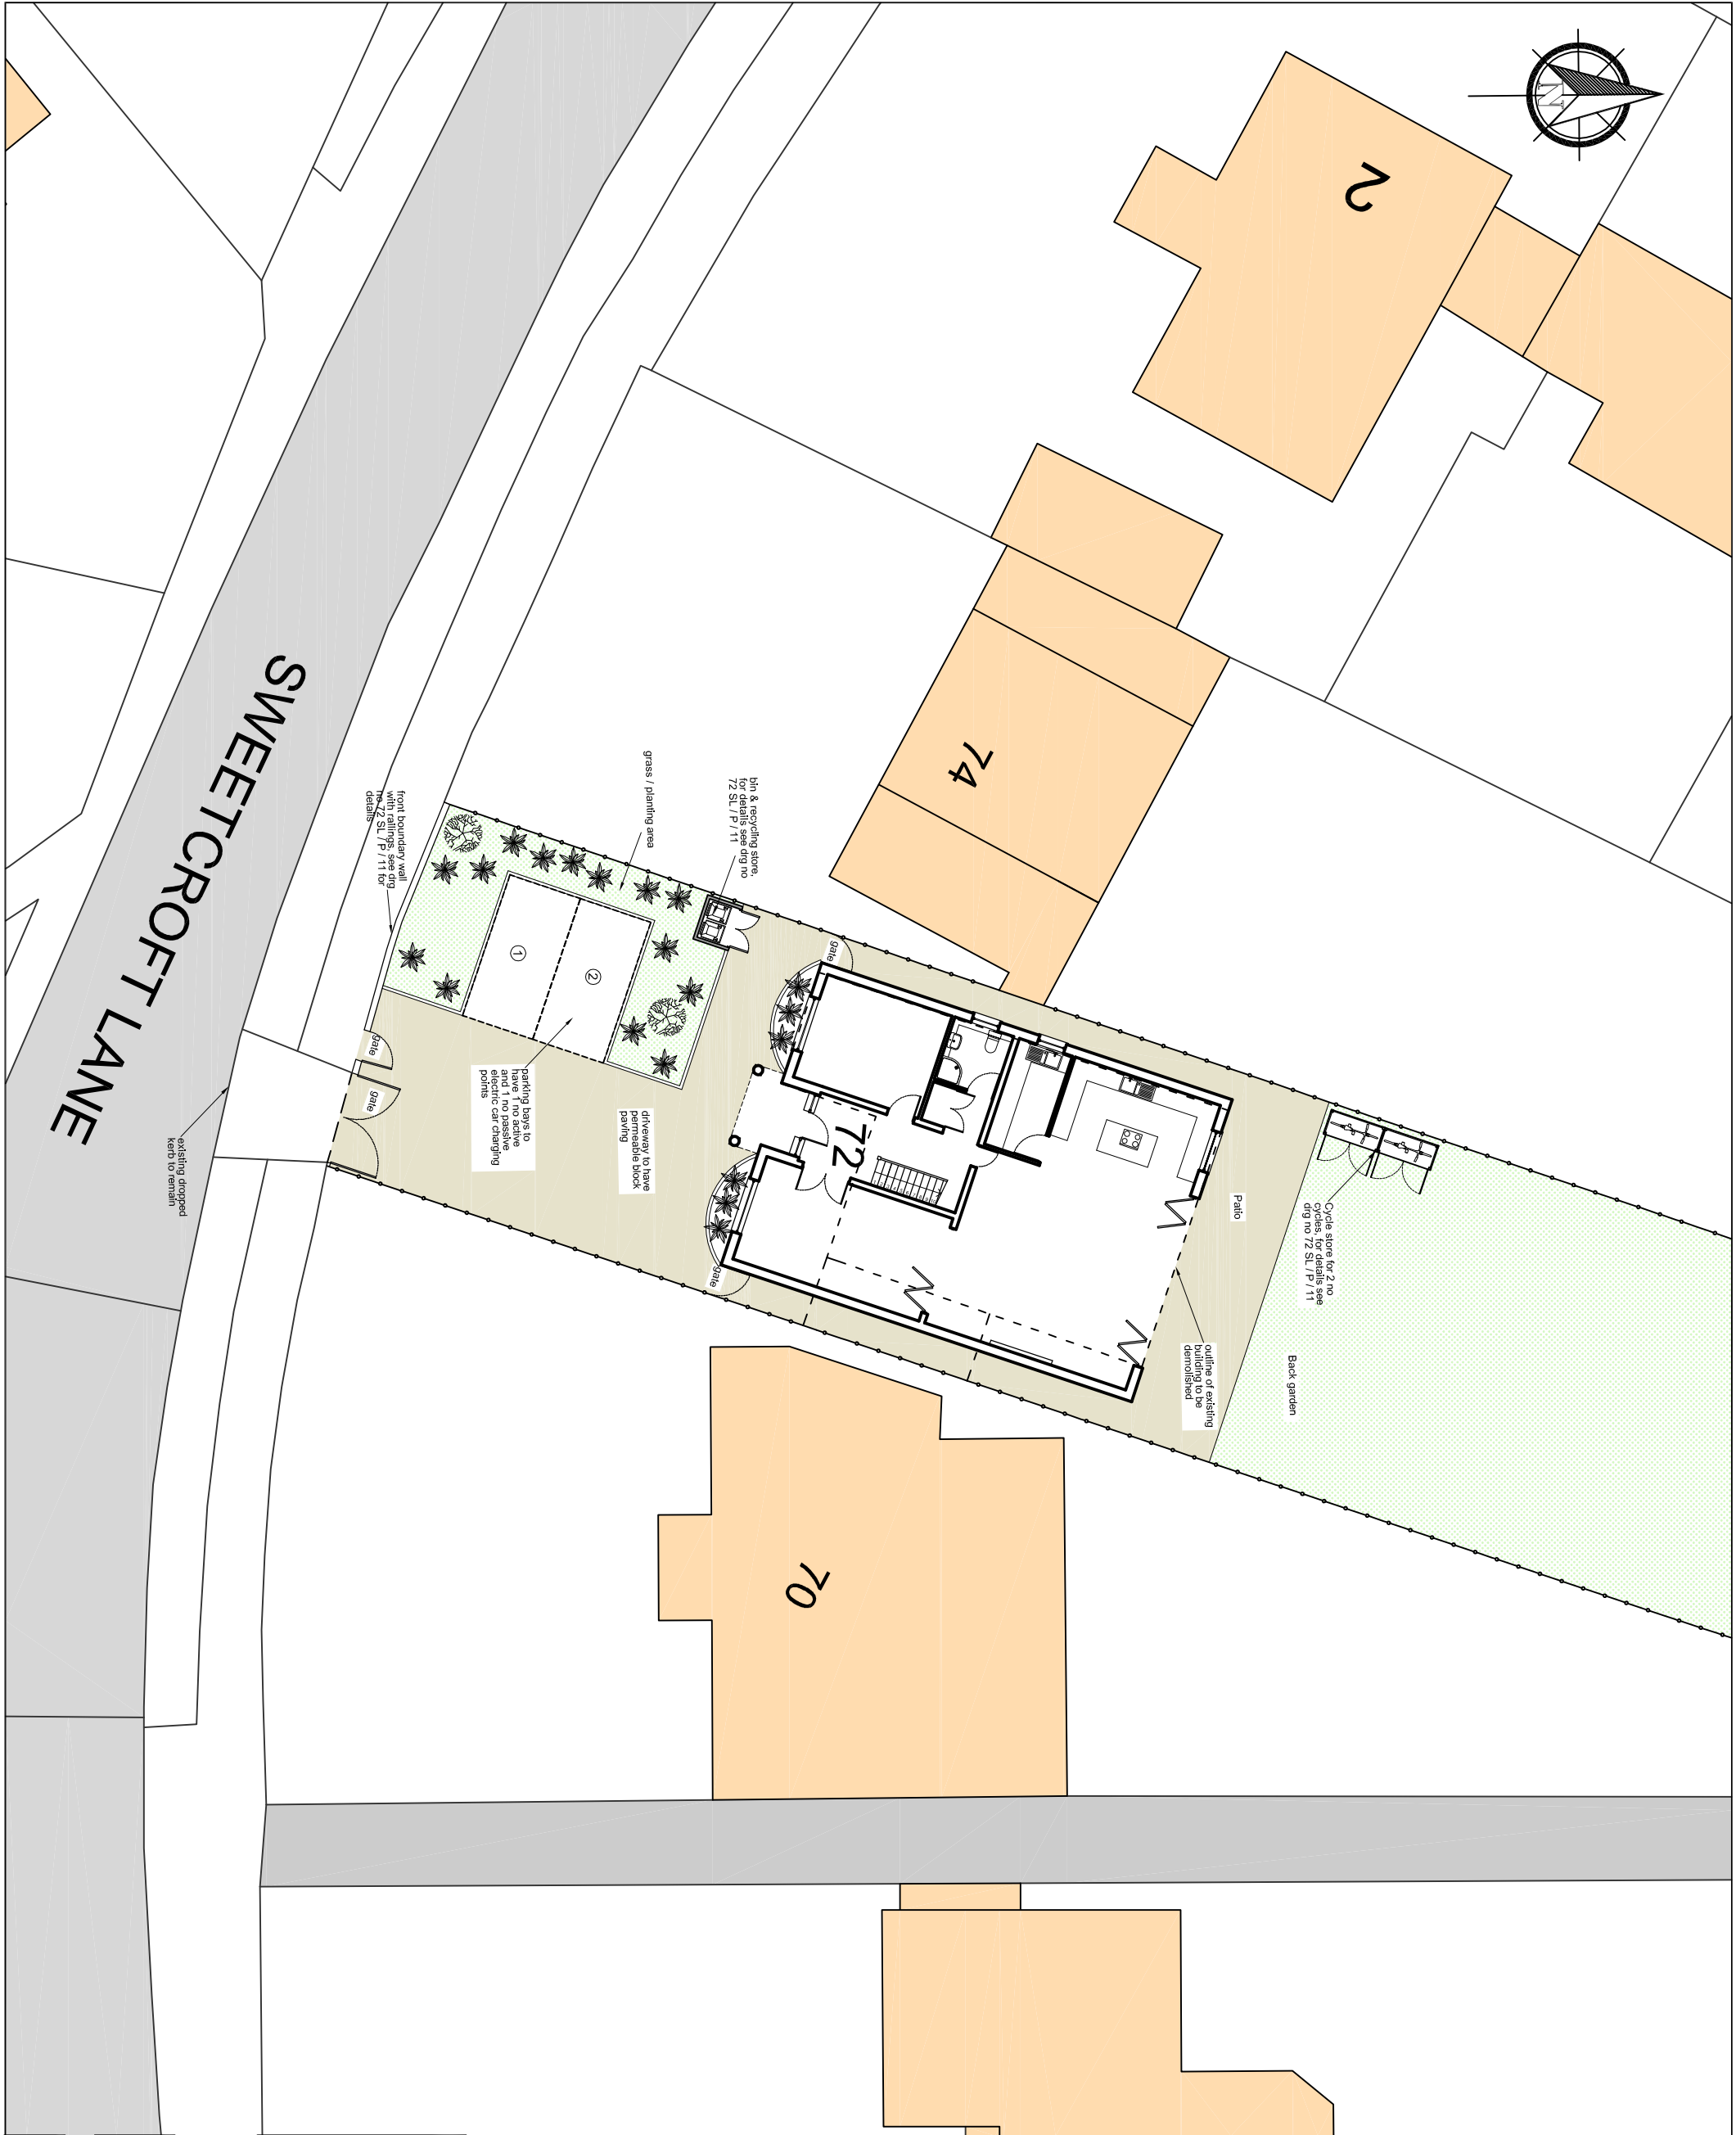 N
2
74
SWEETCROFT LANE
grass / planting area
bin & recycling store,
for details see drg no
72 SL / P / 11
front boundary wall
with railings, see drg
no 72 SL / P / 11 for
details
gate
1
2
gate
gate
parking bays to
have 1 no active
and 1 no passive
electric car charging
points
driveway to have
permeable block
paving
72
Patio
Cycle store for 2 no
cycles, for details see
drg no 72 SL / P / 11
existing dropped
kerb to remain
gate
outline of existing
building to be
demolished
Back garden
70